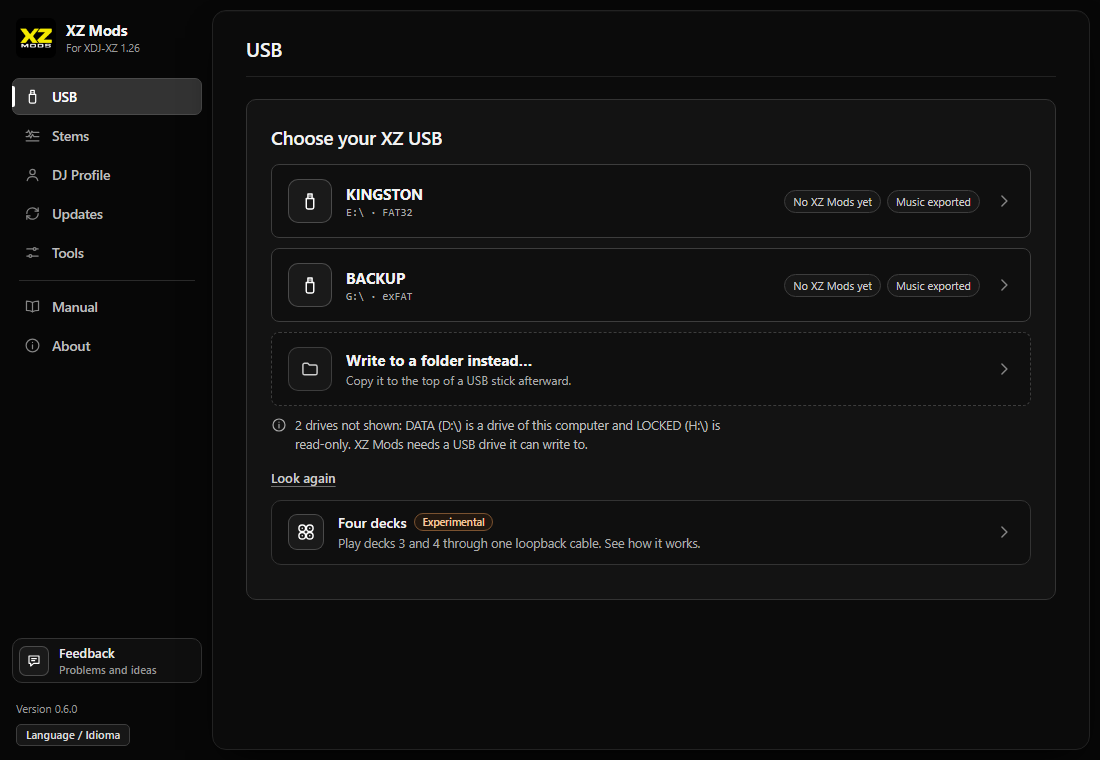 XZ MODS
XZ Mods
For XDJ-XZ 1.26
USB
Stems
DJ Profile
Updates
Tools
Manual
About
Feedback
Problems and ideas
Version 0.6.0
Language / Idioma
USB
Choose your XZ USB
KINGSTON
E:\ · FAT32
No XZ Mods yet
Music exported
BACKUP
G:\ · exFAT
No XZ Mods yet
Music exported
Write to a folder instead...
Copy it to the top of a USB stick afterward.
2 drives not shown: DATA (D:\) is a drive of this computer and LOCKED (H:\) is
read-only. XZ Mods needs a USB drive it can write to.
Look again
Four decks
Experimental
Play decks 3 and 4 through one loopback cable. See how it works.